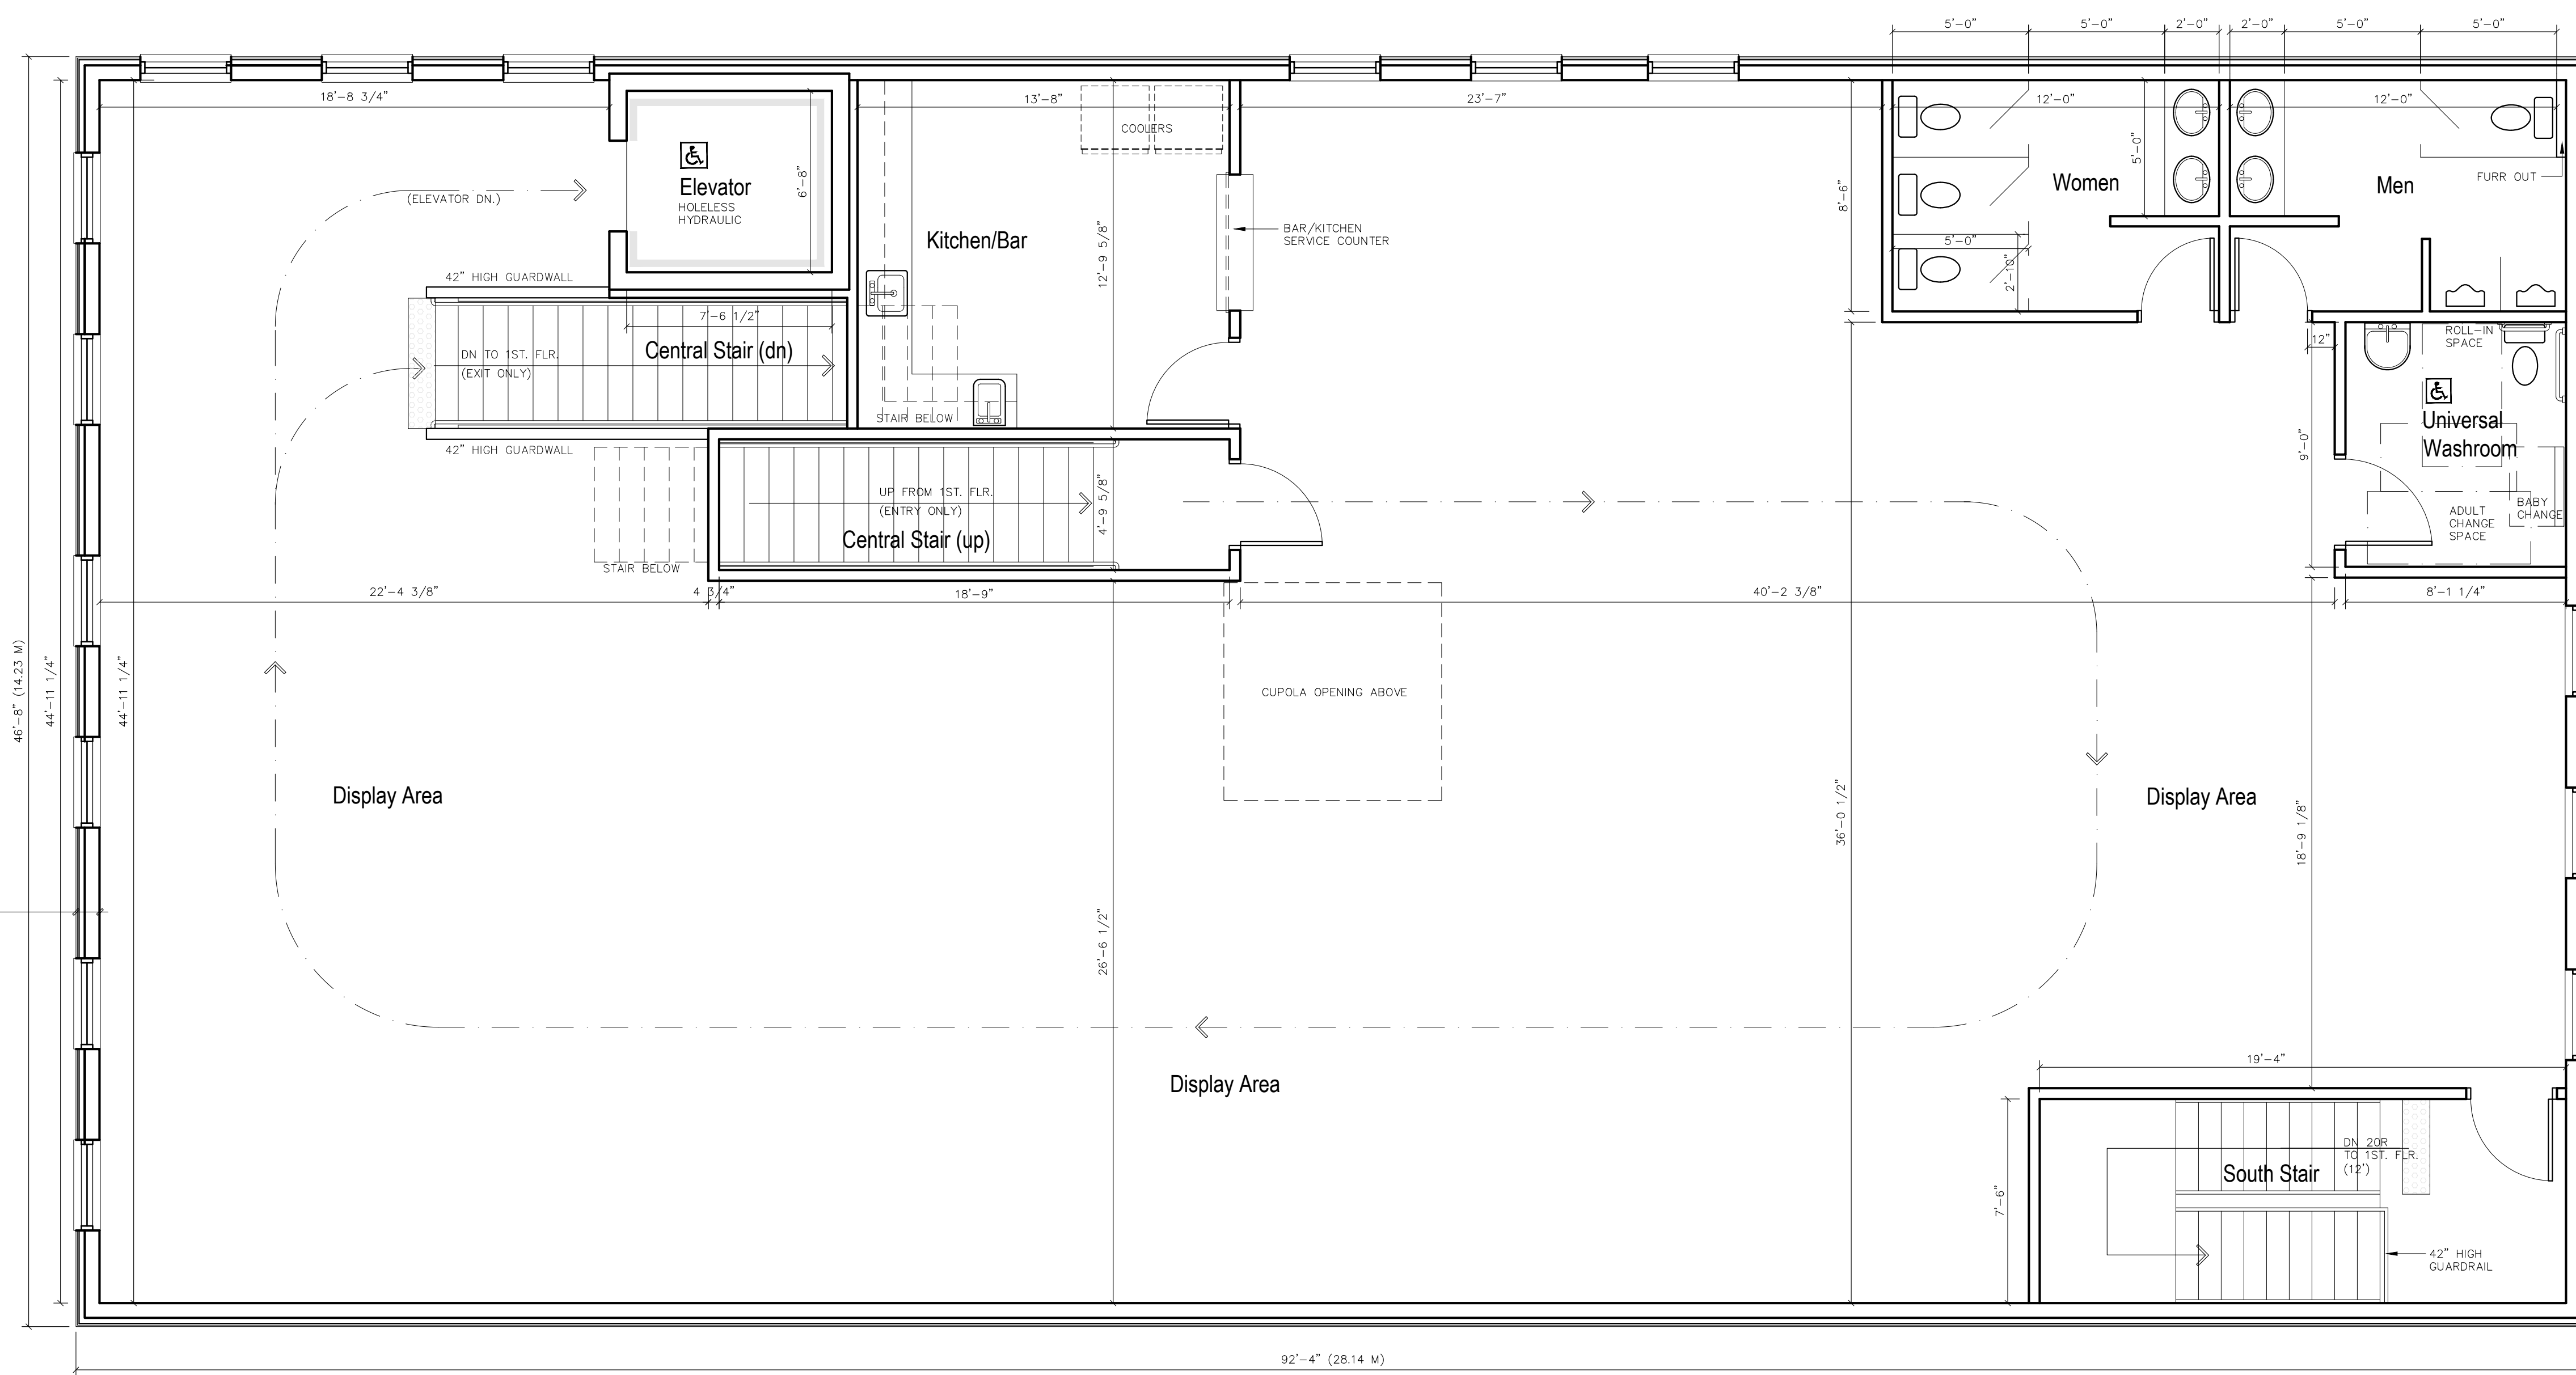 5'-0"
5'-0"
2'-0"
2'-0"
5'-0"
5'-0"
18'-8 3/4"
13'-8"
23'-7"
12'-0"
12'-0"
COOLERS
(ELEVATOR DN.)
Elevator
HOLELESS
HYDRAULIC
6'-8"
Kitchen/Bar
12'-9 5/8"
BAR/KITCHEN
SERVICE COUNTER
8'-6"
Women
5'-0"
5'-0"
2'-10"
Men
FURR OUT
42" HIGH GUARDWALL
7'-6 1/2"
Central Stair (dn)
DN TO 1ST. FLR.
(EXIT ONLY)
42" HIGH GUARDWALL
STAIR BELOW
12"
ROLL-IN
SPACE
Universal
Washroom
9'-0"
BABY
CHANGE
ADULT
CHANGE
SPACE
UP FROM 1ST. FLR.
(ENTRY ONLY)
Central Stair (up)
4'-9 5/8"
STAIR BELOW
22'-4 3/8"
4 3/4"
18'-9"
40'-2 3/8"
8'-1 1/4"
46'-8" (14.23 M)
44'-11 1/4"
44'-11 1/4"
CUPOLA OPENING ABOVE
Display Area
Display Area
36'-0 1/2"
18'-9 1/8"
26'-6 1/2"
Display Area
19'-4"
DN 20R
TO 1ST. FLR.
(12')
South Stair
7'-6"
42" HIGH
GUARDRAIL
92'-4" (28.14 M)